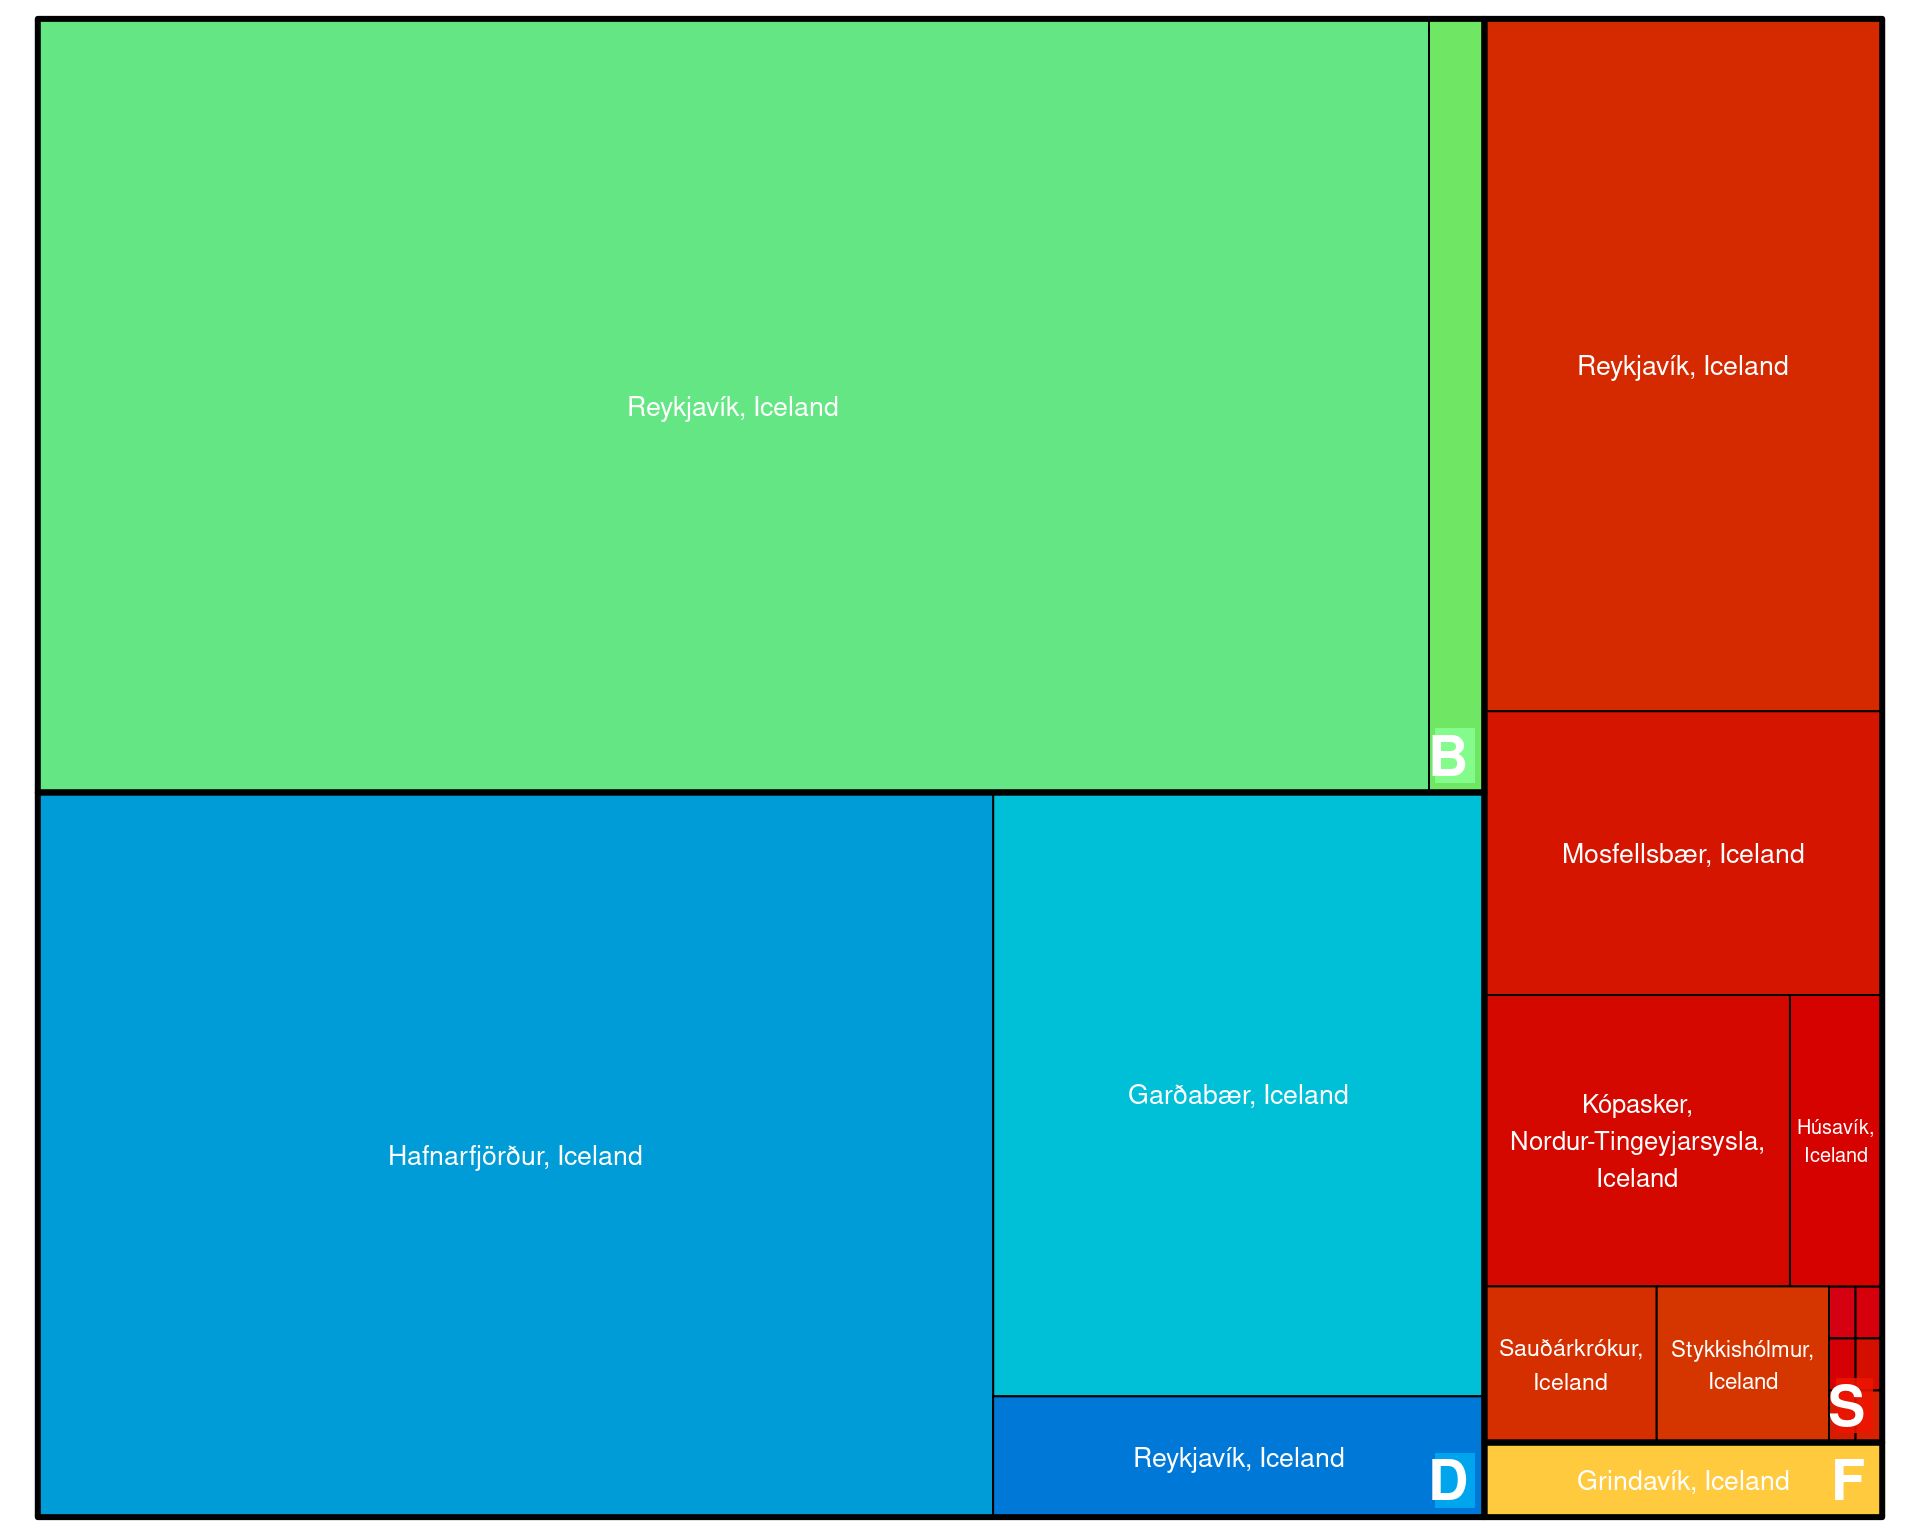 Reykjavík, Iceland
B
Hafnarfjörður, Iceland
Garðabær, Iceland
Reykjavík, Iceland
D
Reykjavík, Iceland
Mosfellsbær, Iceland
Kópasker,
Nordur-Tingeyjarsysla,
Iceland
Húsavík,
Iceland
Sauðárkrókur,
Iceland
Stykkishólmur,
Iceland
S
Grindavík, Iceland
F